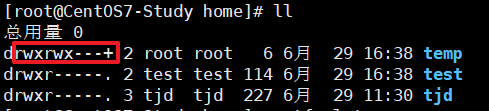 [root@CentOS7-Study home]# ll
总用量 0
drwxrwx---+ 2 root root   6 6月  29 16:38 temp
drwxr-----. 2 test test 114 6月  29 16:38 test
drwxr-----. 3 tjd  tjd  227 6月  29 11:30 tjd